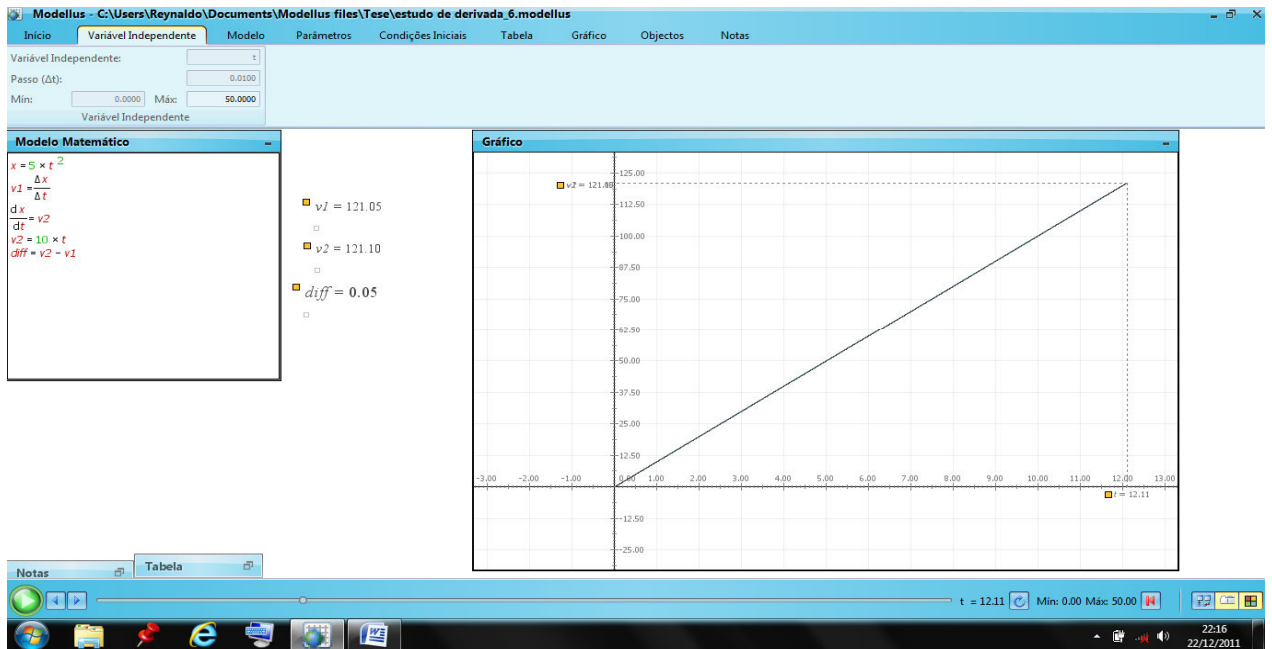 Modellus - C:\Users\Reynaldo\Documents\Modellus files\Tese\estudo de derivada_6.modellus
Início Variável Independente Modelo Parâmetros Condições Iniciais Tabela Gráfico Objectos Notas
Variável Independente: t
Passo (Δt): 0.0100
Mín: 0.0000 Máx: 50.0000
Variável Independente
Modelo Matemático
x = 5 × t 2
v1 = Δx
Δt
dx
dt = v2
v2 = 10 × t
diff = v2 - v1
v1 = 121.05
v2 = 121.10
diff = 0.05
Gráfico
125.00
112.50
100.00
87.50
75.00
62.50
50.00
37.50
25.00
12.50
-3.00 -2.00 -1.00 0.00 1.00 2.00 3.00 4.00 5.00 6.00 7.00 8.00 9.00 10.00 11.00 12.00 13.00
t = 12.11
-12.50
-25.00
Notas Tabela
t = 12.11 Mín: 0.00 Máx: 50.00
22:16
22/12/2011